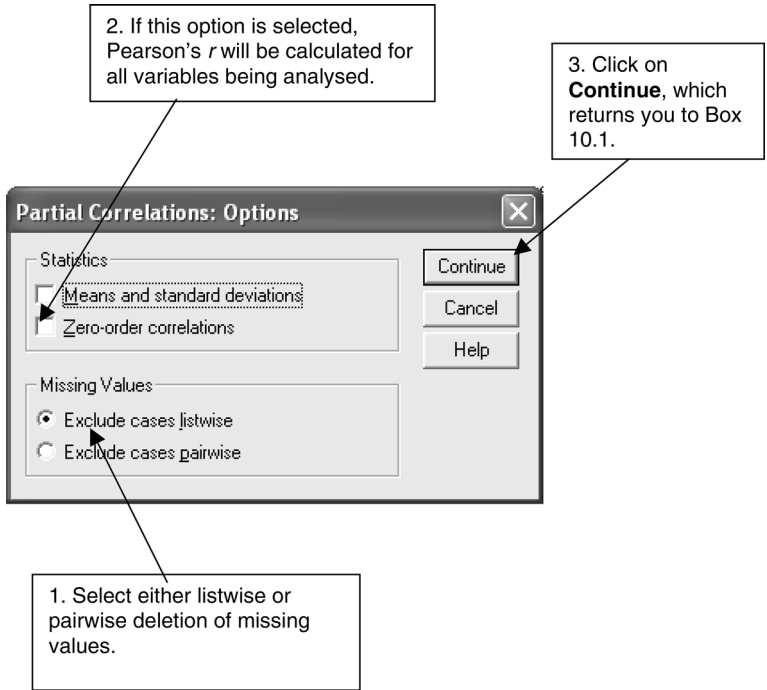 2. If this option is selected,
Pearson's r will be calculated for
all variables being analysed.
3. Click on
Continue, which
returns you to Box
10.1.
Partial Correlations: Options
Statistics
Means and standard deviations
Zero-order correlations
Continue
Cancel
Help
Missing Values
Exclude cases listwise
Exclude cases pairwise
1. Select either listwise or
pairwise deletion of missing
values.